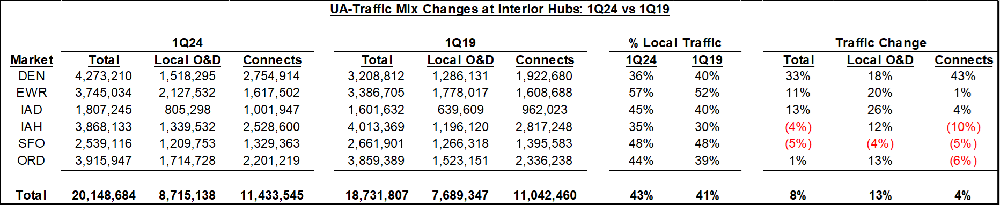 UA-Traffic Mix Changes at Interior Hubs: 1Q24 vs 1Q19
1Q24 1Q19 % Local Traffic Traffic Change
Market Total Local O&D Connects Total Local O&D Connects 1Q24 1Q19 Total Local O&D Connects
DEN 4,273,210 1,518,295 2,754,914 3,208,812 1,286,131 1,922,680 36% 40% 33% 18% 43%
EWR 3,745,034 2,127,532 1,617,502 3,386,705 1,778,017 1,608,688 57% 52% 11% 20% 1%
IAD 1,807,245 805,298 1,001,947 1,601,632 639,609 962,023 45% 40% 13% 26% 4%
IAH 3,868,133 1,339,532 2,528,600 4,013,369 1,196,120 2,817,248 35% 30% (4%) 12% (10%)
SFO 2,539,116 1,209,753 1,329,363 2,661,901 1,266,318 1,395,583 48% 48% (5%) (4%) (5%)
ORD 3,915,947 1,714,728 2,201,219 3,859,389 1,523,151 2,336,238 44% 39% 1% 13% (6%)
Total 20,148,684 8,715,138 11,433,545 18,731,807 7,689,347 11,042,460 43% 41% 8% 13% 4%